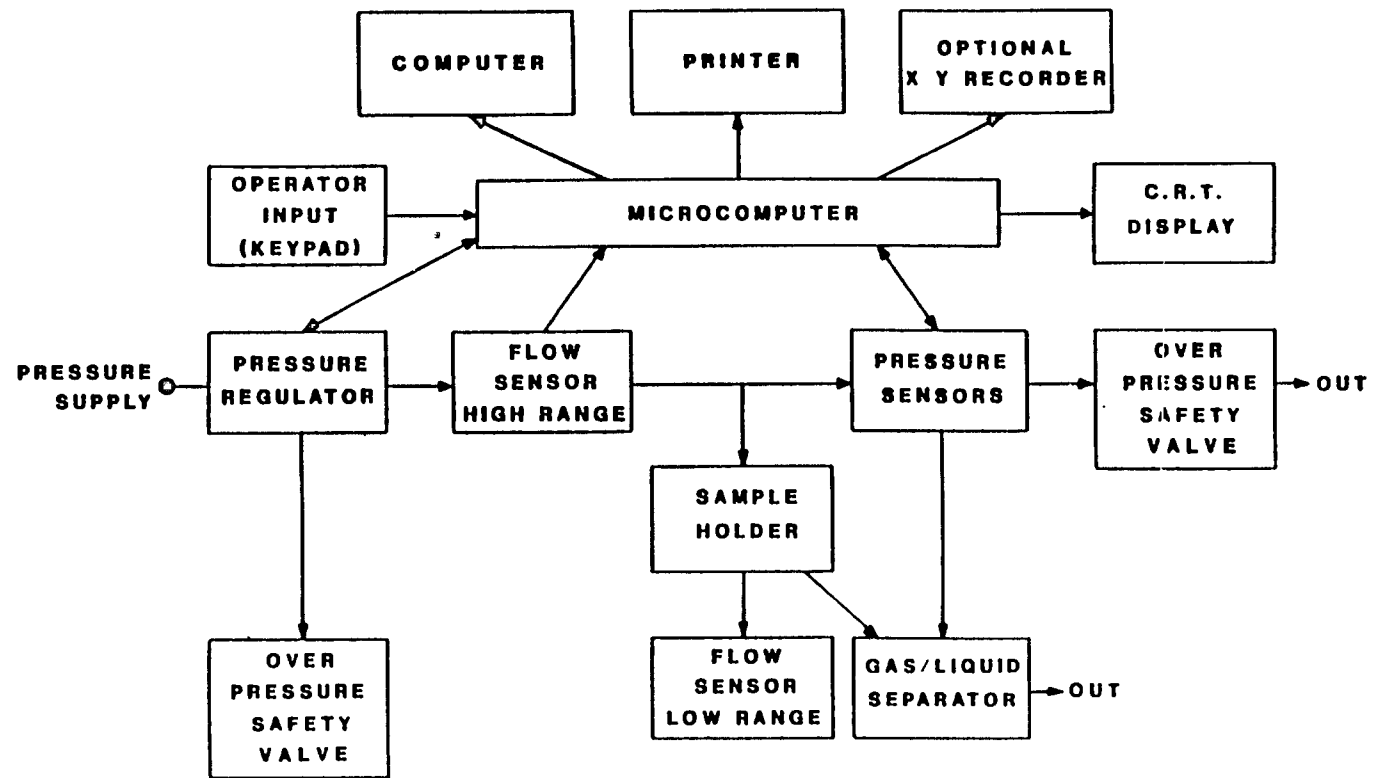 COMPUTER
PRINTER
OPTIONAL
X Y RECORDER
OPERATOR
INPUT
(KEYPAD)
MICROCOMPUTER
C.R.T.
DISPLAY
PRESSURE
SUPPLY
PRESSURE
REGULATOR
FLOW
SENSOR
HIGH RANGE
PRESSURE
SENSORS
OVER
PRESSURE
SAFETY
VALVE
OUT
SAMPLE
HOLDER
OVER
PRESSURE
SAFETY
VALVE
FLOW
SENSOR
LOW RANGE
GAS/LIQUID
SEPARATOR
OUT